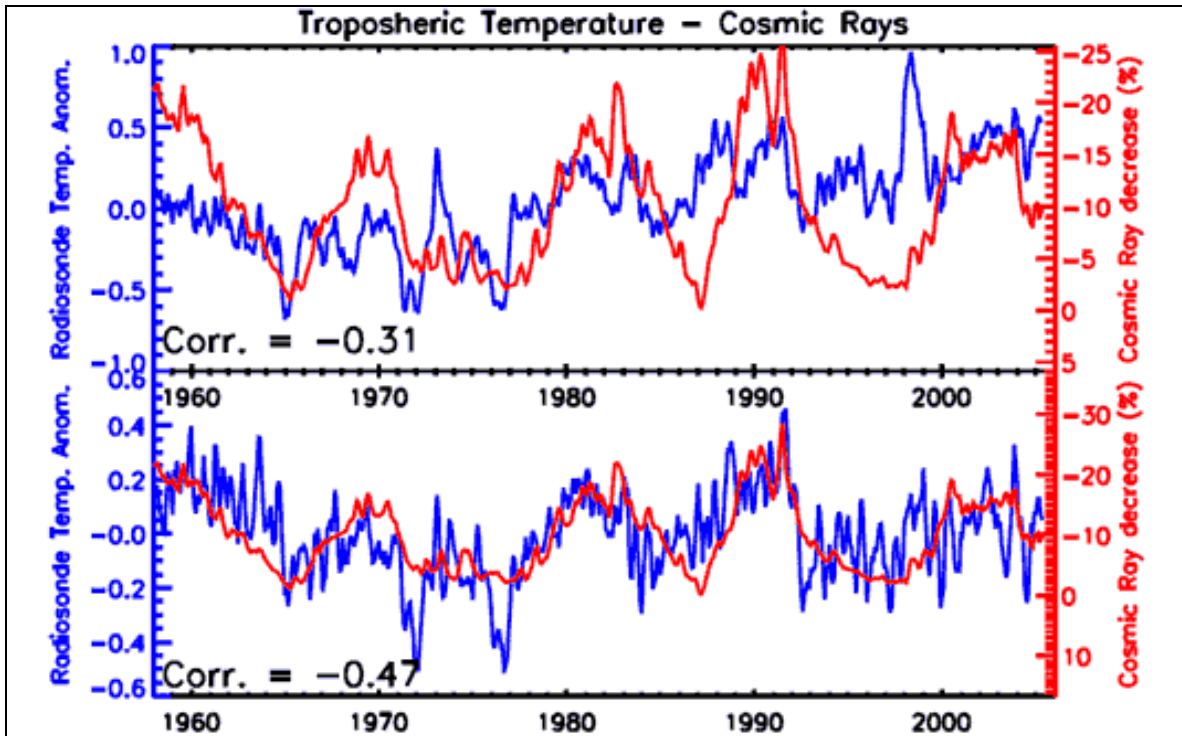 Troposheric Temperature – Cosmic Rays
Radiosonde Temp. Anom.
1.0
0.5
0.0
−0.5
−1.0
Corr. = −0.31
−25
−20
−15
−10
−5
0
5
Cosmic Ray decrease (%)
1960 1970 1980 1990 2000
Radiosonde Temp. Anom.
0.6
0.4
0.2
−0.0
−0.2
−0.4
−0.6
Corr. = −0.47
−30
−20
−10
0
10
Cosmic Ray decrease (%)
1960 1970 1980 1990 2000